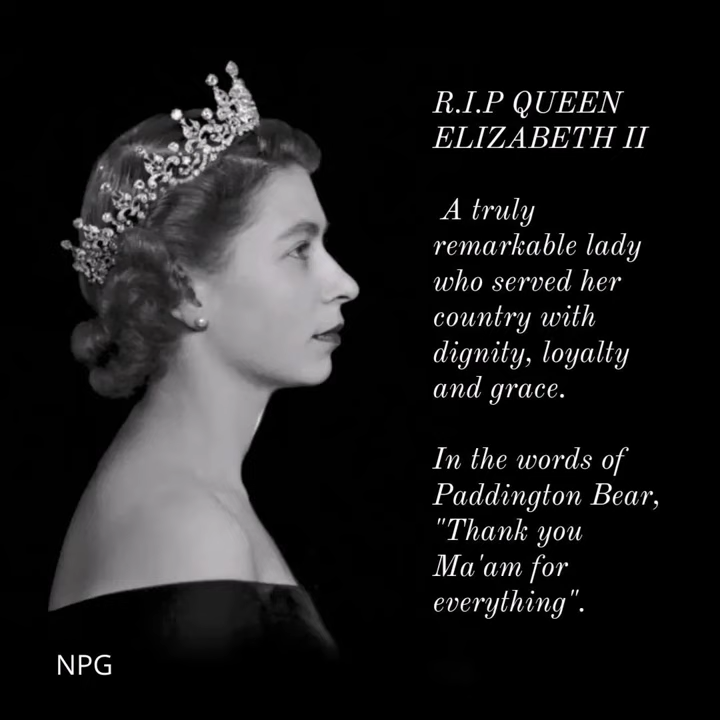 R.I.P QUEEN
ELIZABETH II
A truly
remarkable lady
who served her
country with
dignity, loyalty
and grace.
In the words of
Paddington Bear,
"Thank you
Ma'am for
everything".
NPG